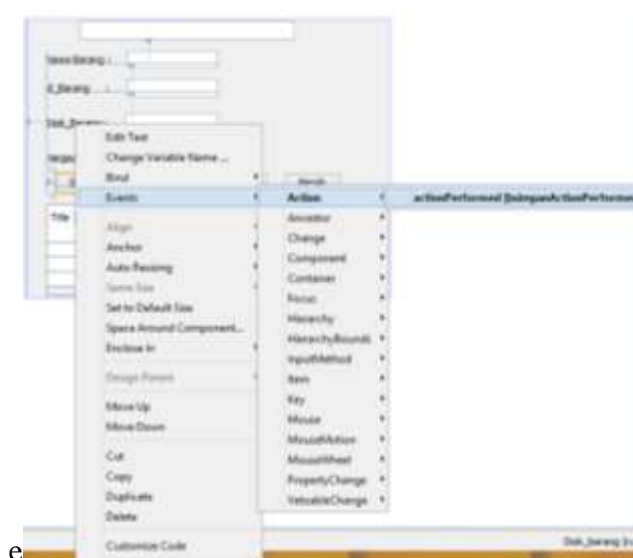 Nama Barang :
d_Barang
Stok_Barang :
Edit Text
Change Variable Name ...
Bind
Events
Align
Anchor
Auto Resizing
Same Size
Set to Default Size
Space Around Component...
Enclose In
Design Parent
Move Up
Move Down
Cut
Copy
Duplicate
Delete
Customize Code
Title
Action
Ancestor
Change
Component
Container
Focus
Hierarchy
HierarchyBounds
InputMethod
Item
Key
Mouse
MouseMotion
MouseWheel
PropertyChange
VetoableChange
actionPerformed
e